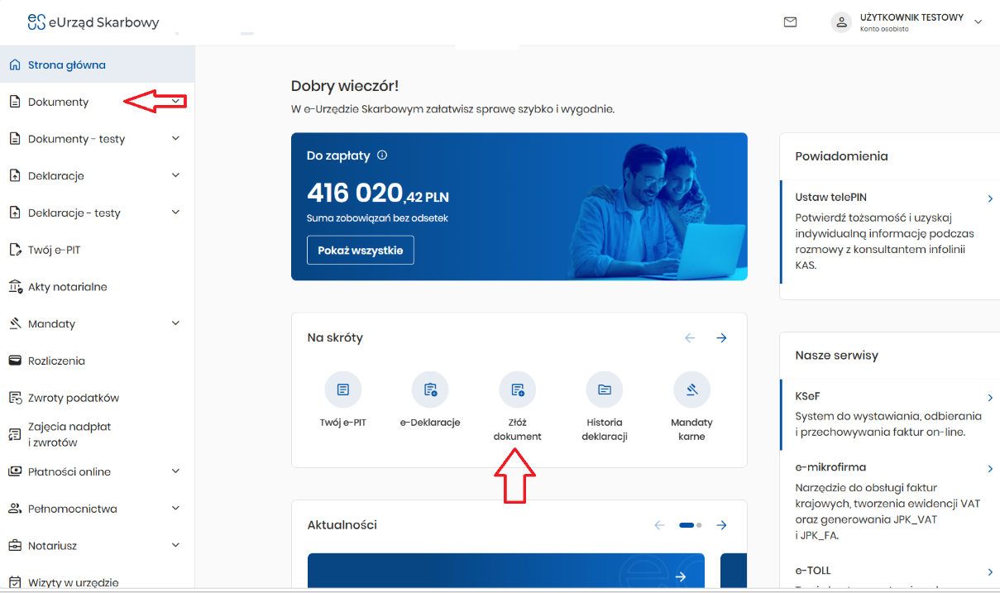 eUrząd Skarbowy
UŻYTKOWNIK TESTOWY
Konto osobiste
Strona główna
Dokumenty
Dokumenty - testy
Deklaracje
Deklaracje - testy
Twój e-PIT
Akty notarialne
Mandaty
Rozliczenia
Zwroty podatków
Zajęcia nadpłat
i zwrotów
Płatności online
Pełnomocnictwa
Notariusz
Wizyty w urzędzie
Dobry wieczór!
W e-Urzędzie Skarbowym załatwisz sprawę szybko i wygodnie.
Do zapłaty
416 020,42 PLN
Suma zobowiązań bez odsetek
Pokaż wszystkie
Na skróty
Twój e-PIT
e-Deklaracje
Złóż
dokument
Historia
deklaracji
Mandaty
karne
Aktualności
Powiadomienia
Ustaw telePIN
Potwierdź tożsamość i uzyskaj
indywidualną informację podczas
rozmowy z konsultantem infolinii
KAS.
Nasze serwisy
KSeF
System do wystawiania, odbierania
i przechowywania faktur on-line.
e-mikrofirma
Narzędzie do obsługi faktur
krajowych, tworzenia ewidencji VAT
oraz generowania JPK_VAT
i JPK_FA.
e-TOLL